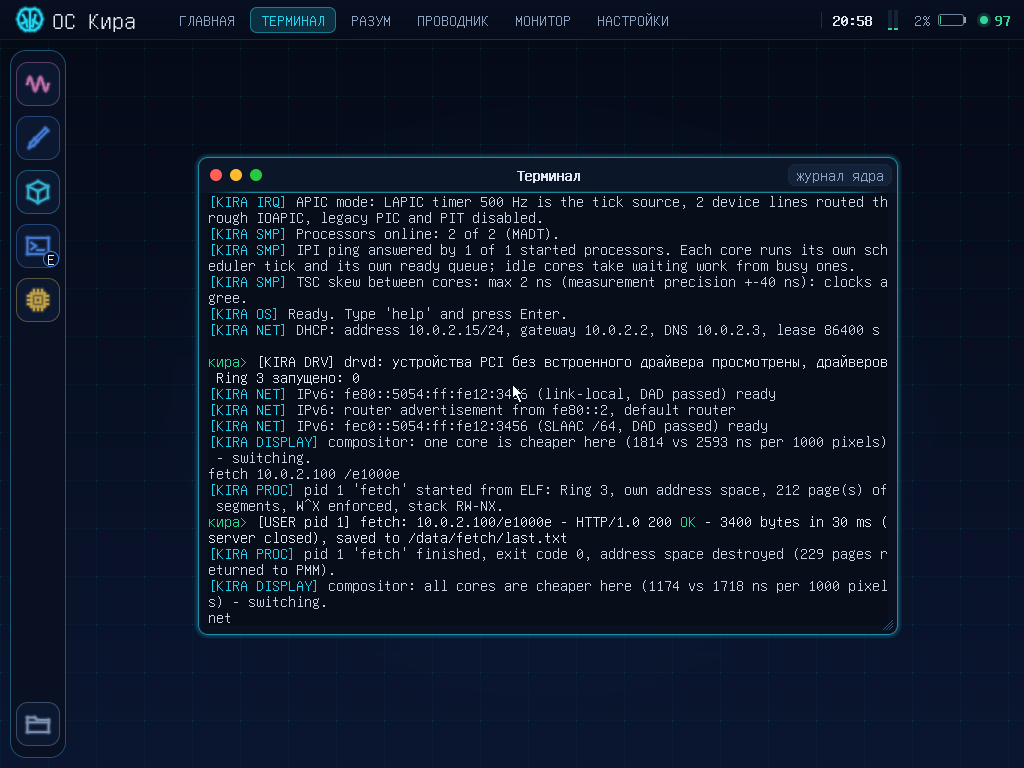 ОС Кира
ГЛАВНАЯ ТЕРМИНАЛ РАЗУМ ПРОВОДНИК МОНИТОР НАСТРОЙКИ
20:58 2% 97
E
Терминал
журнал ядра
[KIRA IRQ] APIC mode: LAPIC timer 500 Hz is the tick source, 2 device lines routed th
rough IOAPIC, legacy PIC and PIT disabled.
[KIRA SMP] Processors online: 2 of 2 (MADT).
[KIRA SMP] IPI ping answered by 1 of 1 started processors. Each core runs its own sch
eduler tick and its own ready queue; idle cores take waiting work from busy ones.
[KIRA SMP] TSC skew between cores: max 2 ns (measurement precision +-40 ns): clocks a
gree.
[KIRA OS] Ready. Type 'help' and press Enter.
[KIRA NET] DHCP: address 10.0.2.15/24, gateway 10.0.2.2, DNS 10.0.2.3, lease 86400 s
кира> [KIRA DRV] drvd: устройства PCI без встроенного драйвера просмотрены, драйверов
Ring 3 запущено: 0
[KIRA NET] IPv6: fe80::5054:ff:fe12:3456 (link-local, DAD passed) ready
[KIRA NET] IPv6: router advertisement from fe80::2, default router
[KIRA NET] IPv6: fec0::5054:ff:fe12:3456 (SLAAC /64, DAD passed) ready
[KIRA DISPLAY] compositor: one core is cheaper here (1814 vs 2593 ns per 1000 pixels)
- switching.
fetch 10.0.2.100 /e1000e
[KIRA PROC] pid 1 'fetch' started from ELF: Ring 3, own address space, 212 page(s) of
segments, W^X enforced, stack RW-NX.
кира> [USER pid 1] fetch: 10.0.2.100/e1000e - HTTP/1.0 200 OK - 3400 bytes in 30 ms (
server closed), saved to /data/fetch/last.txt
[KIRA PROC] pid 1 'fetch' finished, exit code 0, address space destroyed (229 pages r
eturned to PMM).
[KIRA DISPLAY] compositor: all cores are cheaper here (1174 vs 1718 ns per 1000 pixel
s) - switching.
net